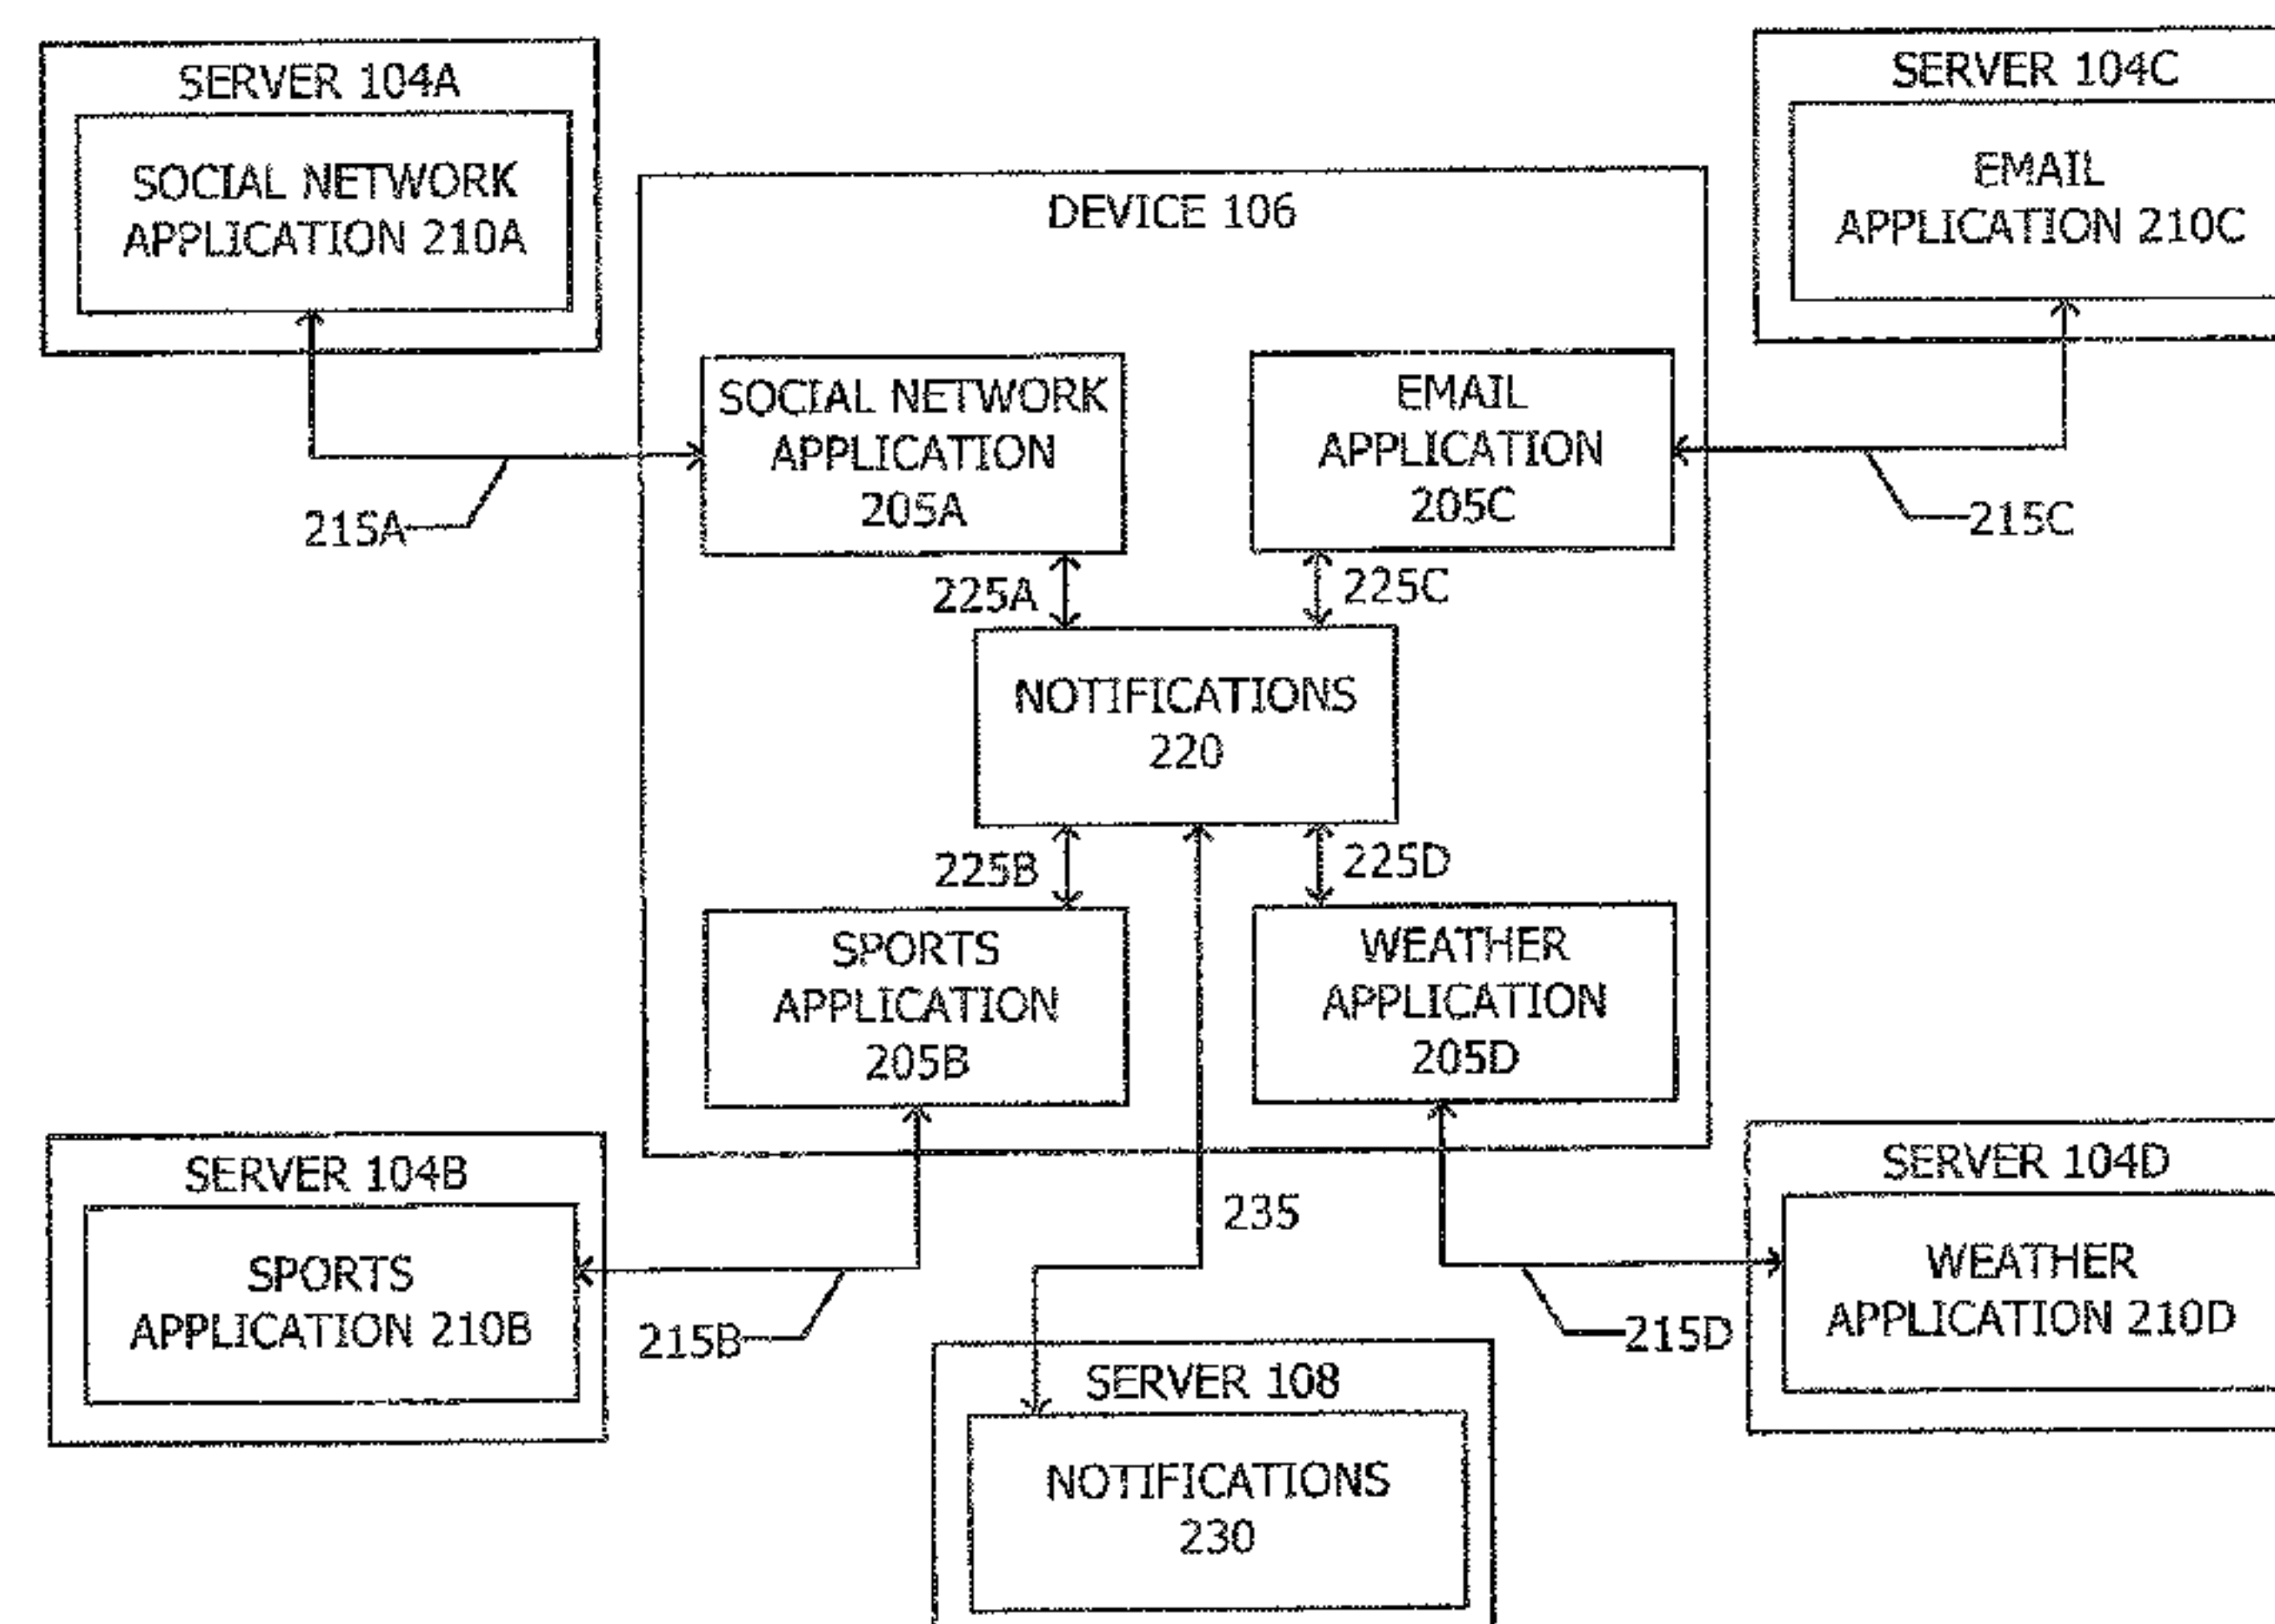 SERVER 104A
SOCIAL NETWORK
APPLICATION 210A
SERVER 104C
EMAIL
APPLICATION 210C
DEVICE 106
SOCIAL NETWORK
APPLICATION
205A
EMAIL
APPLICATION
205C
215A
215C
225A
225C
NOTIFICATIONS
220
225B
225D
SPORTS
APPLICATION
205B
WEATHER
APPLICATION
205D
SERVER 104B
SPORTS
APPLICATION 210B
215B
235
SERVER 104D
WEATHER
APPLICATION 210D
215D
SERVER 108
NOTIFICATIONS
230